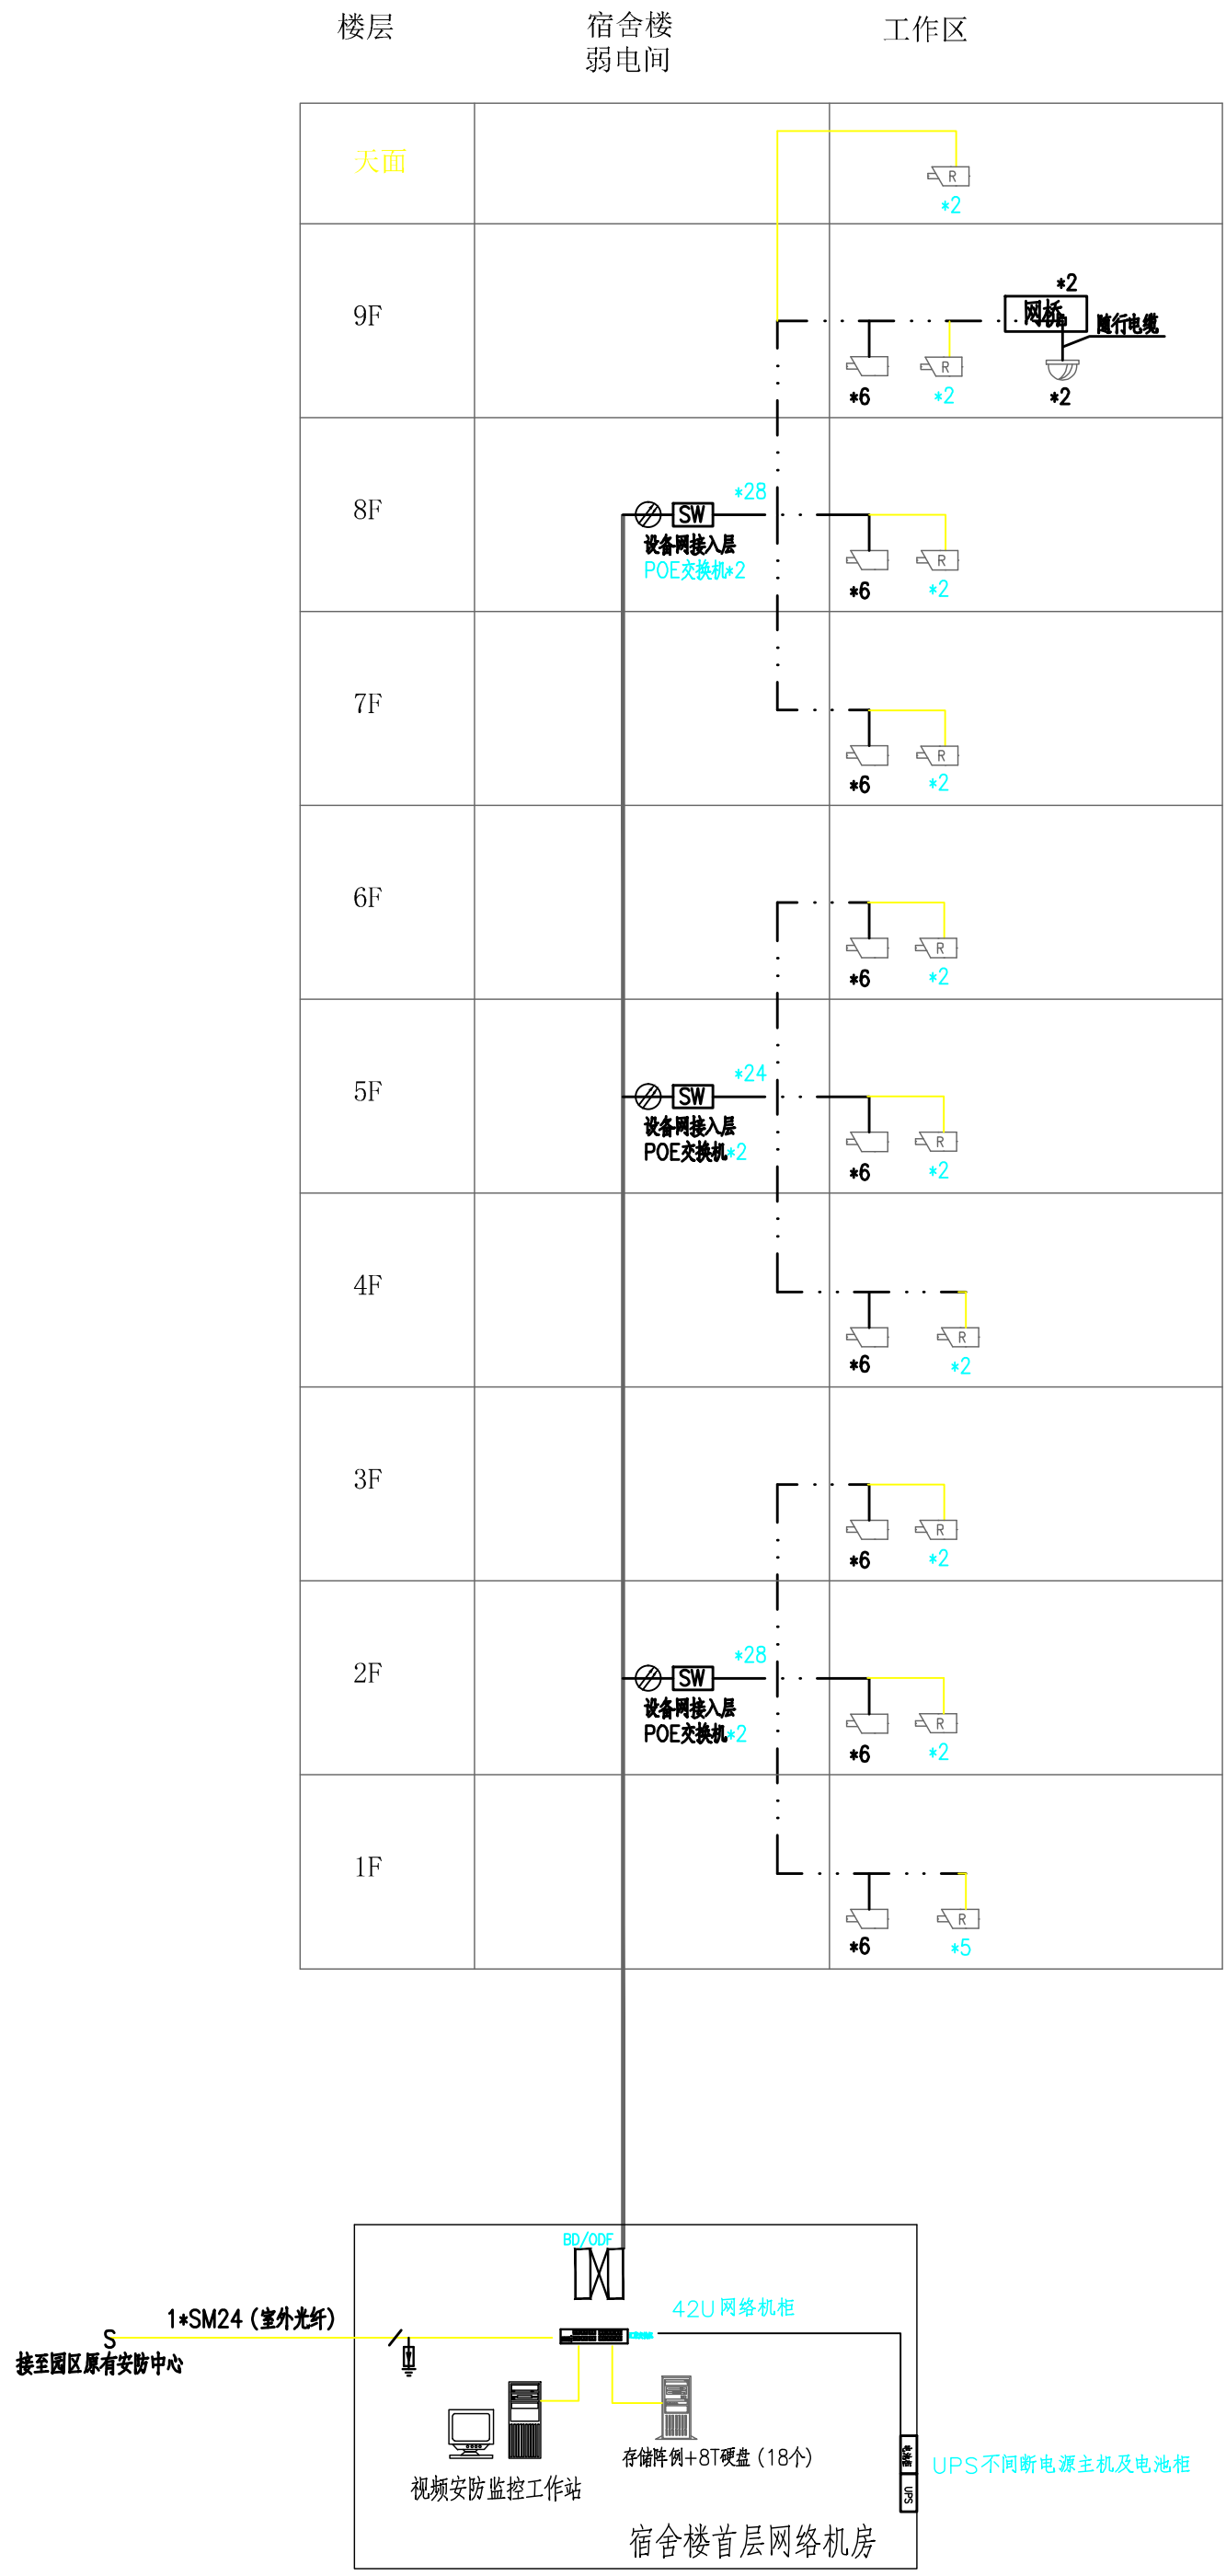 楼层
宿舍楼
弱电间
工作区
天面
R
*2
9F
*2
网桥
随行电缆
R
*6
*2
*2
8F
*28
SW
设备网接入层
POE交换机*2
R
*6
*2
7F
R
*6
*2
6F
R
*6
*2
5F
*24
SW
设备网接入层
POE交换机*2
R
*6
*2
4F
R
*6
*2
3F
R
*6
*2
2F
*28
SW
设备网接入层
POE交换机*2
R
*6
*2
1F
R
*6
*5
BD/ODF
42U网络机柜
1*SM24 (室外光纤)
S
接至园区原有安防中心
视频安防监控工作站
存储阵例+8T硬盘 (18个)
电池柜
UPS
UPS不间断电源主机及电池柜
宿舍楼首层网络机房